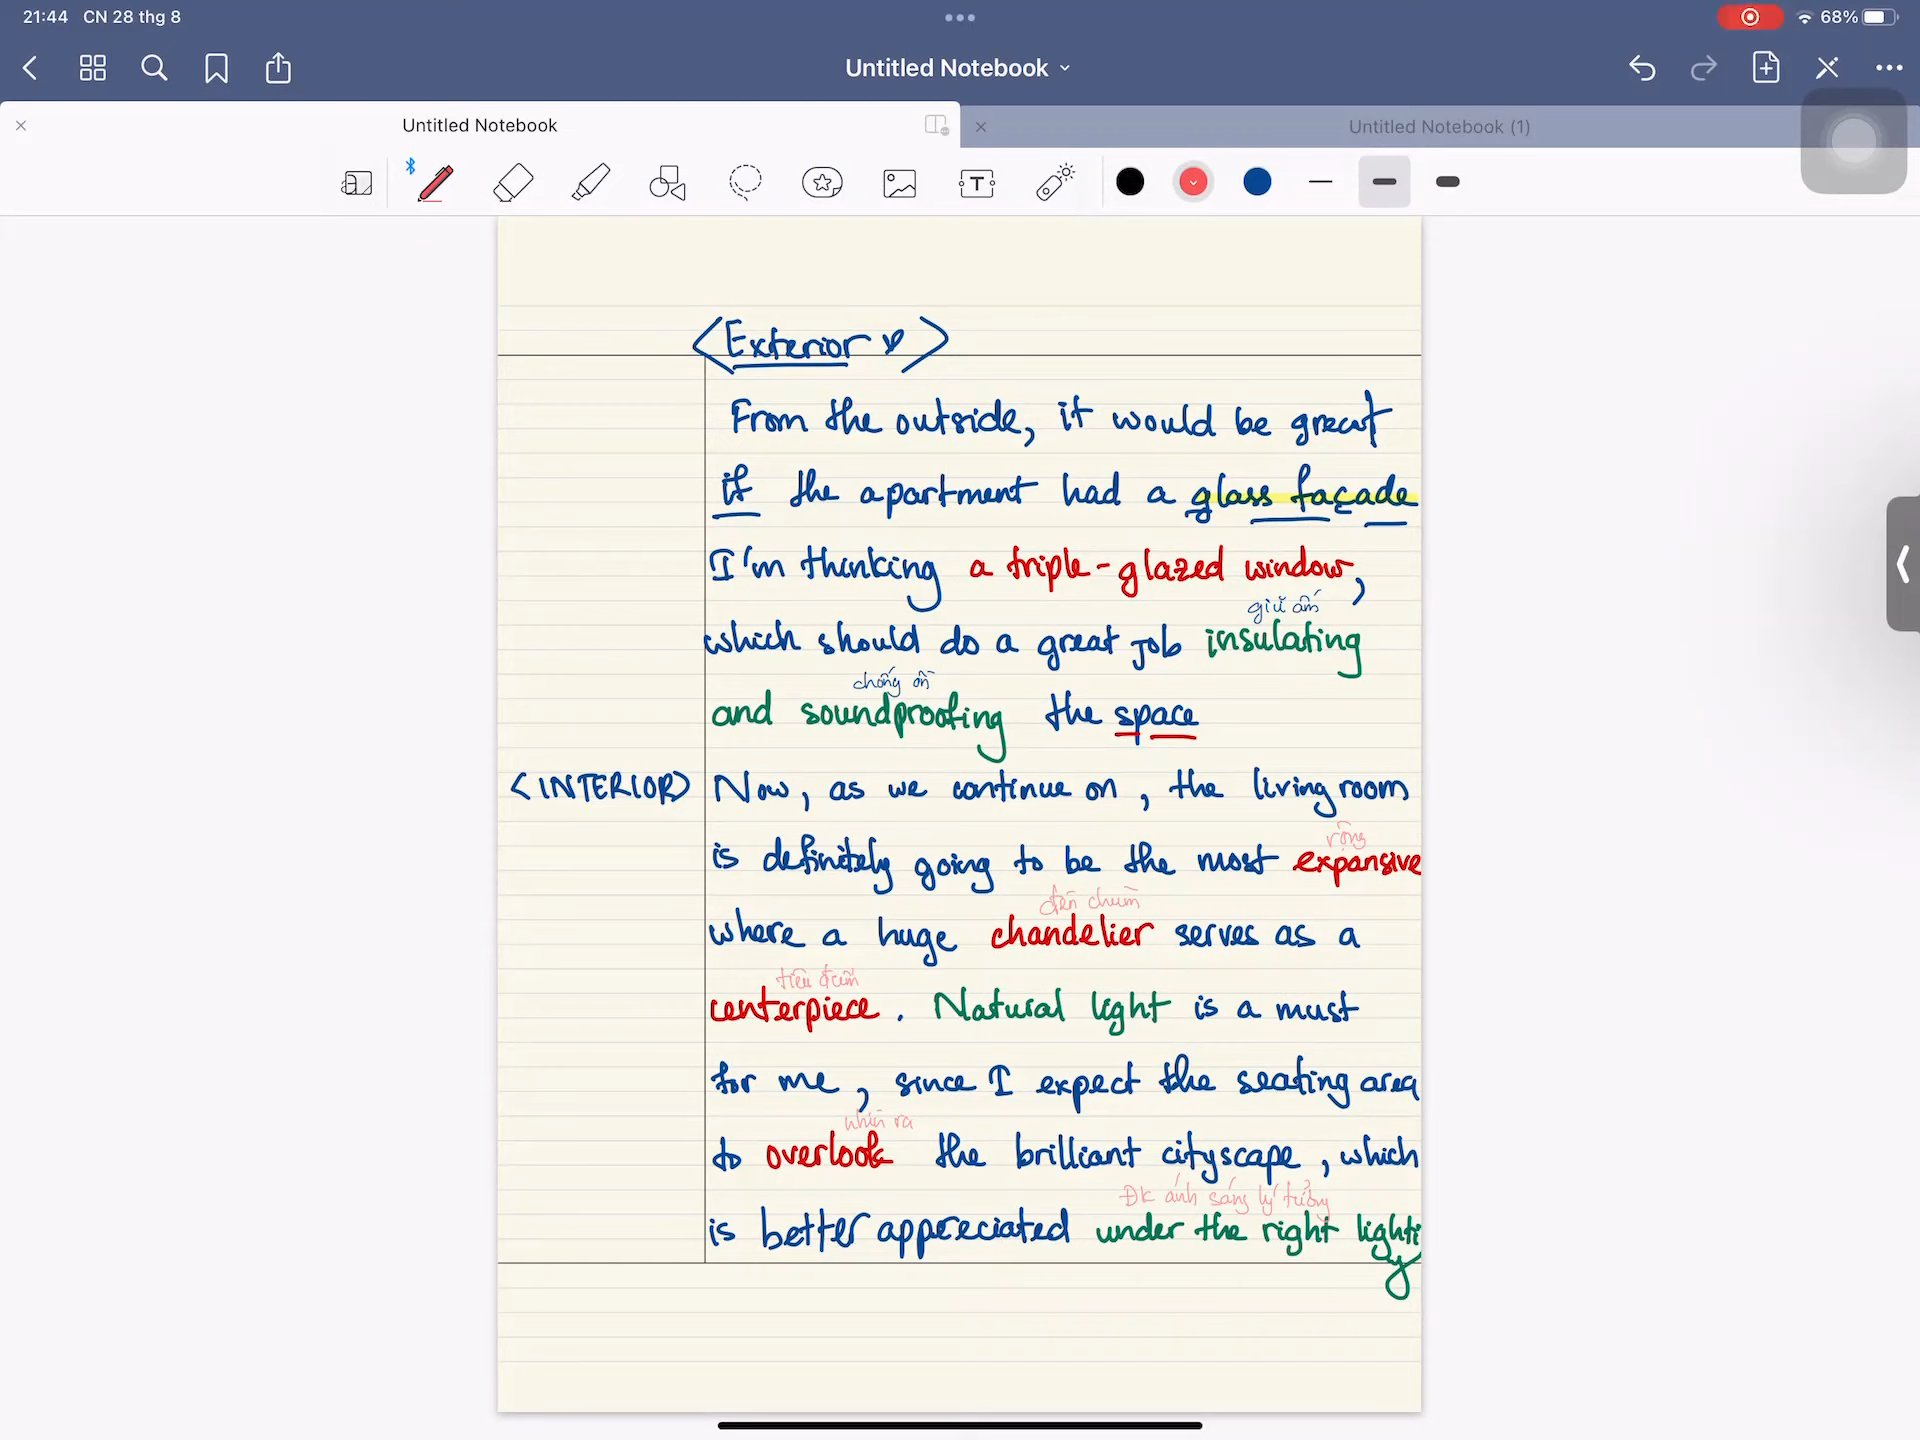 21:44 CN 28 thg 8
68%
Untitled Notebook
Untitled Notebook
Untitled Notebook (1)
<Exterior>
From the outside, it would be great
if the apartment had a glass façade
I'm thinking a triple-glazed window,
giữ ấm
which should do a great job insulating
chống ồn
and soundproofing the space
<INTERIOR> Now, as we continue on, the living room
rộng
is definitely going to be the most expansive
đèn chùm
where a huge chandelier serves as a
tiêu điểm
centerpiece. Natural light is a must
for me, since I expect the seating area
nhìn ra
to overlook the brilliant cityscape, which
ĐK ánh sáng lý tưởng
is better appreciated under the right lighting